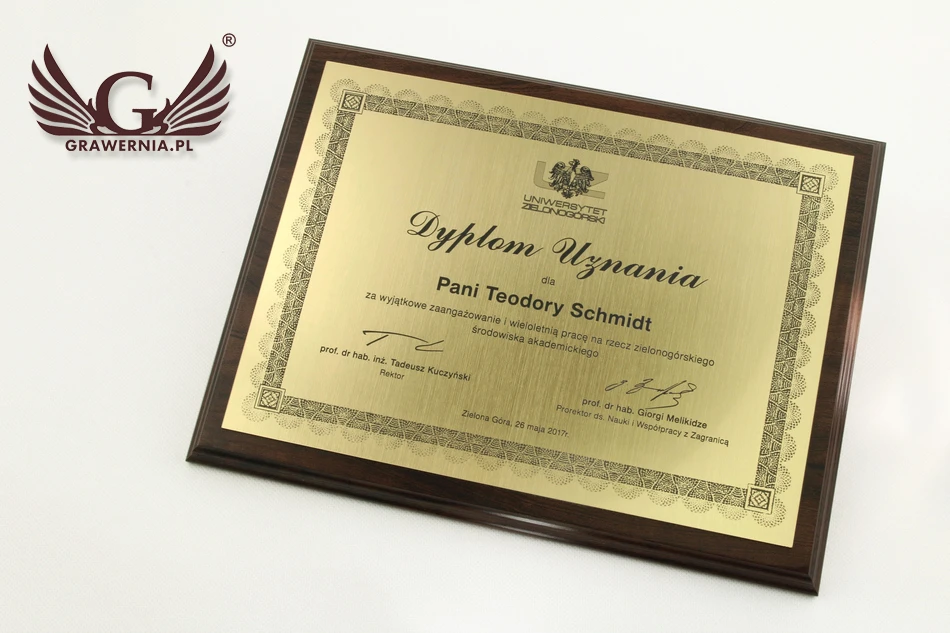 G
®
GRAWERNIA.PL
UZ
UNIWERSYTET
ZIELONOGÓRSKI
Dyplom Uznania
dla
Pani Teodory Schmidt
za wyjątkowe zaangażowanie i wieloletnią pracę na rzecz zielonogórskiego
środowiska akademickiego
prof. dr hab. inż. Tadeusz Kuczyński
Rektor
prof. dr hab. Giorgi Melikidze
Prorektor ds. Nauki i Współpracy z Zagranicą
Zielona Góra, 26 maja 2017r.